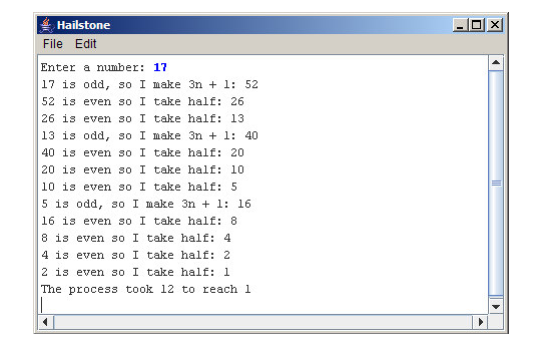 Hailstone
File Edit
Enter a number: 17
17 is odd, so I make 3n + 1: 52
52 is even so I take half: 26
26 is even so I take half: 13
13 is odd, so I make 3n + 1: 40
40 is even so I take half: 20
20 is even so I take half: 10
10 is even so I take half: 5
5 is odd, so I make 3n + 1: 16
16 is even so I take half: 8
8 is even so I take half: 4
4 is even so I take half: 2
2 is even so I take half: 1
The process took 12 to reach 1